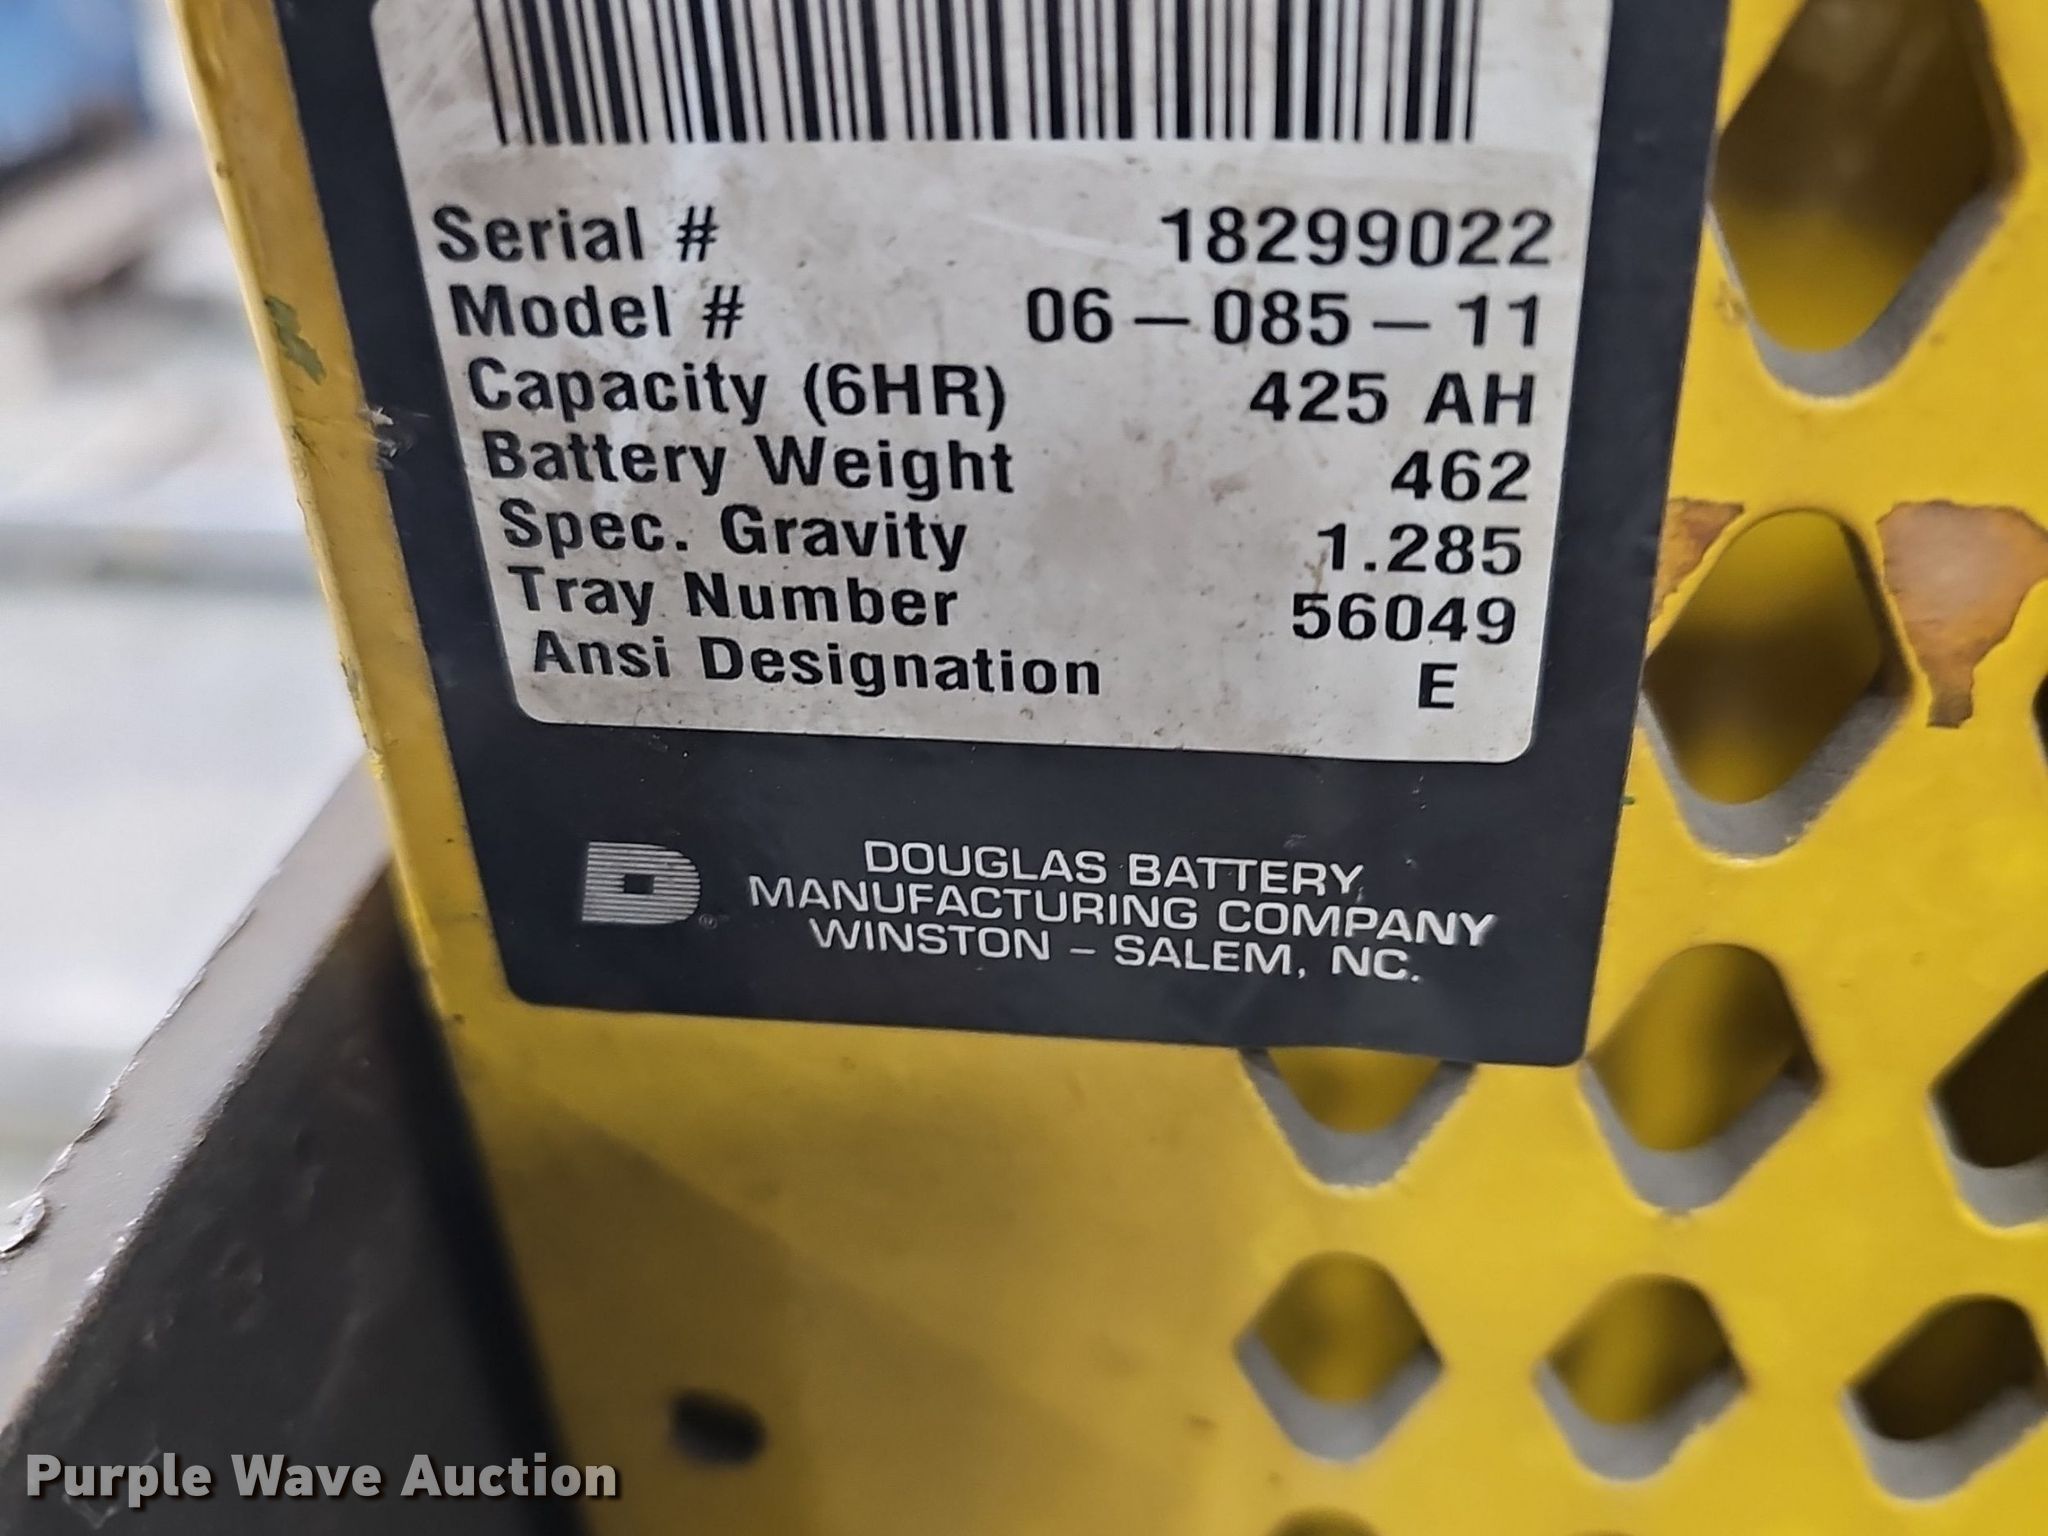 Serial # 18299022
Model # 06-085-11
Capacity (6HR) 425 AH
Battery Weight 462
Spec. Gravity 1.285
Tray Number 56049
Ansi Designation E
D
DOUGLAS BATTERY
MANUFACTURING COMPANY
WINSTON - SALEM, NC.
Purple Wave Auction